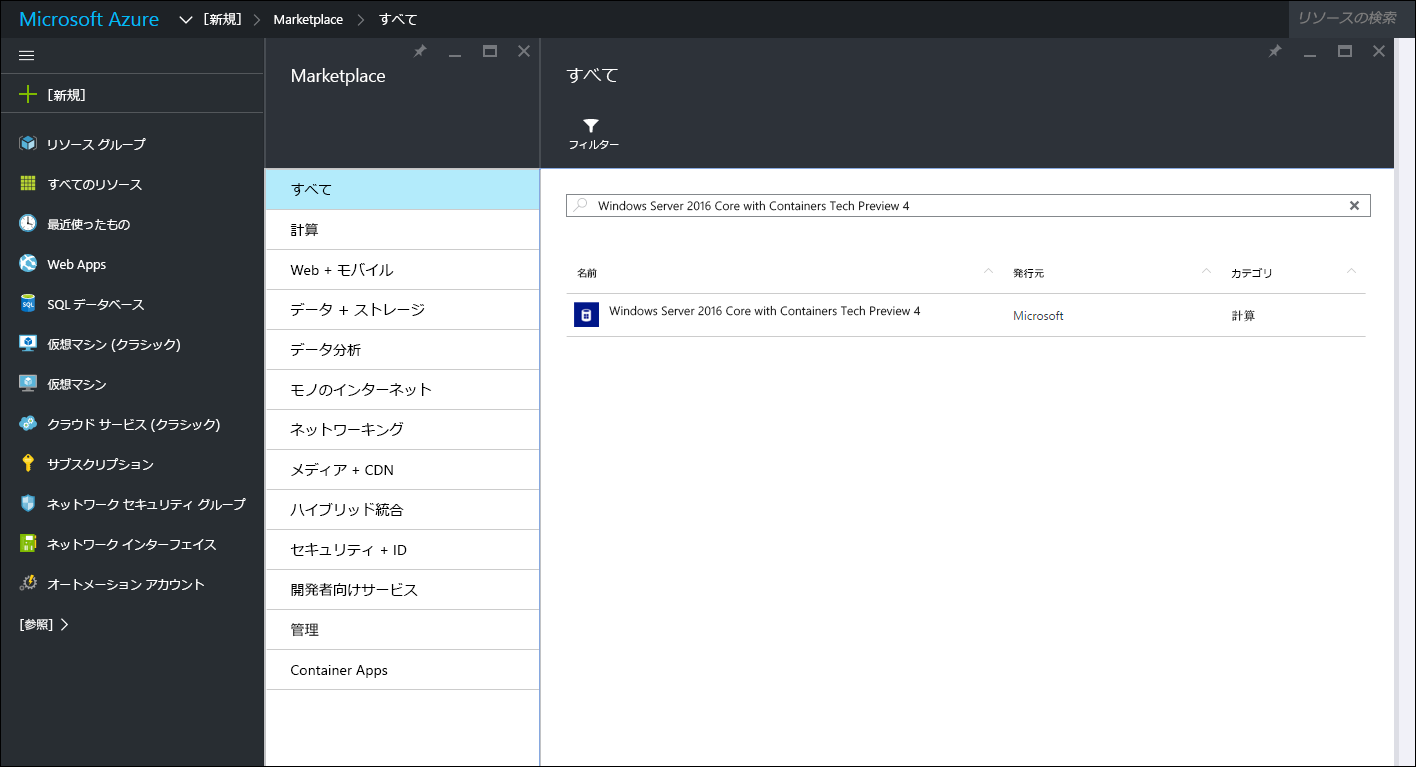 Microsoft Azure [新規] Marketplace すべて リソースの検索
[新規]
リソース グループ
すべてのリソース
最近使ったもの
Web Apps
SQL データベース
仮想マシン (クラシック)
仮想マシン
クラウド サービス (クラシック)
サブスクリプション
ネットワーク セキュリティ グループ
ネットワーク インターフェイス
オートメーション アカウント
[参照]
Marketplace
すべて
計算
Web + モバイル
データ + ストレージ
データ分析
モノのインターネット
ネットワーキング
メディア + CDN
ハイブリッド統合
セキュリティ + ID
開発者向けサービス
管理
Container Apps
すべて
フィルター
Windows Server 2016 Core with Containers Tech Preview 4
名前 発行元 カテゴリ
Windows Server 2016 Core with Containers Tech Preview 4 Microsoft 計算